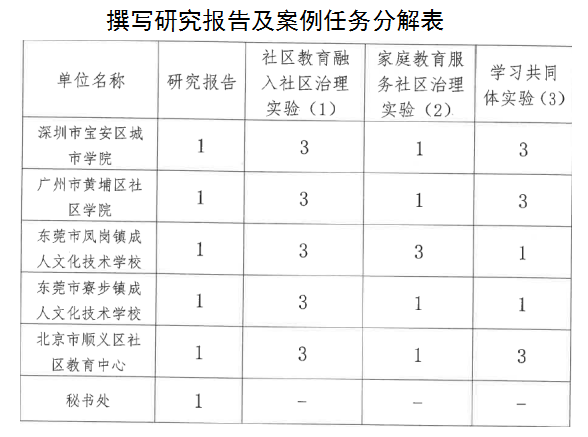 撰写研究报告及案例任务分解表
单位名称 研究报告 社区教育融入社区治理实验（1） 家庭教育服务社区治理实验（2） 学习共同体实验（3）
深圳市宝安区城市学院 1 3 1 3
广州市黄埔区社区学院 1 3 1 3
东莞市凤岗镇成人文化技术学校 1 3 3 1
东莞市寮步镇成人文化技术学校 1 3 1 1
北京市顺义区社区教育中心 1 3 1 3
秘书处 1 - - -